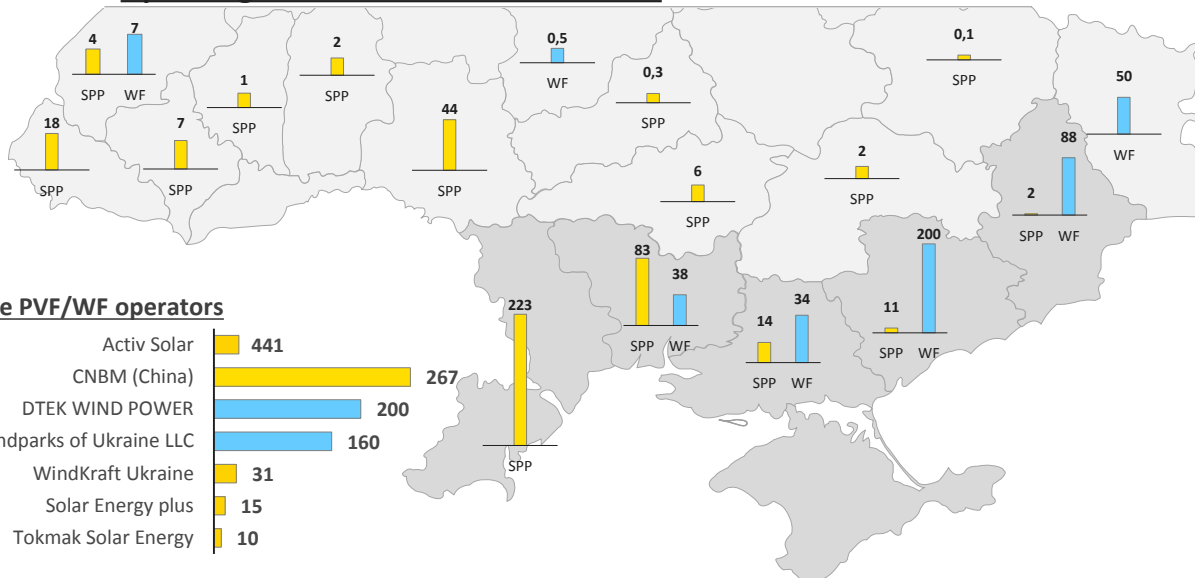 4
7
SPP
WF
1
SPP
2
SPP
18
SPP
7
SPP
44
SPP
0,5
WF
0,3
SPP
6
SPP
0,1
SPP
2
SPP
50
WF
2
88
SPP
WF
223
SPP
83
38
SPP
WF
14
34
SPP
WF
11
200
SPP
WF
e PVF/WF operators
Activ Solar 441
CNBM (China) 267
DTEK WIND POWER 200
ndparks of Ukraine LLC 160
WindKraft Ukraine 31
Solar Energy plus 15
Tokmak Solar Energy 10